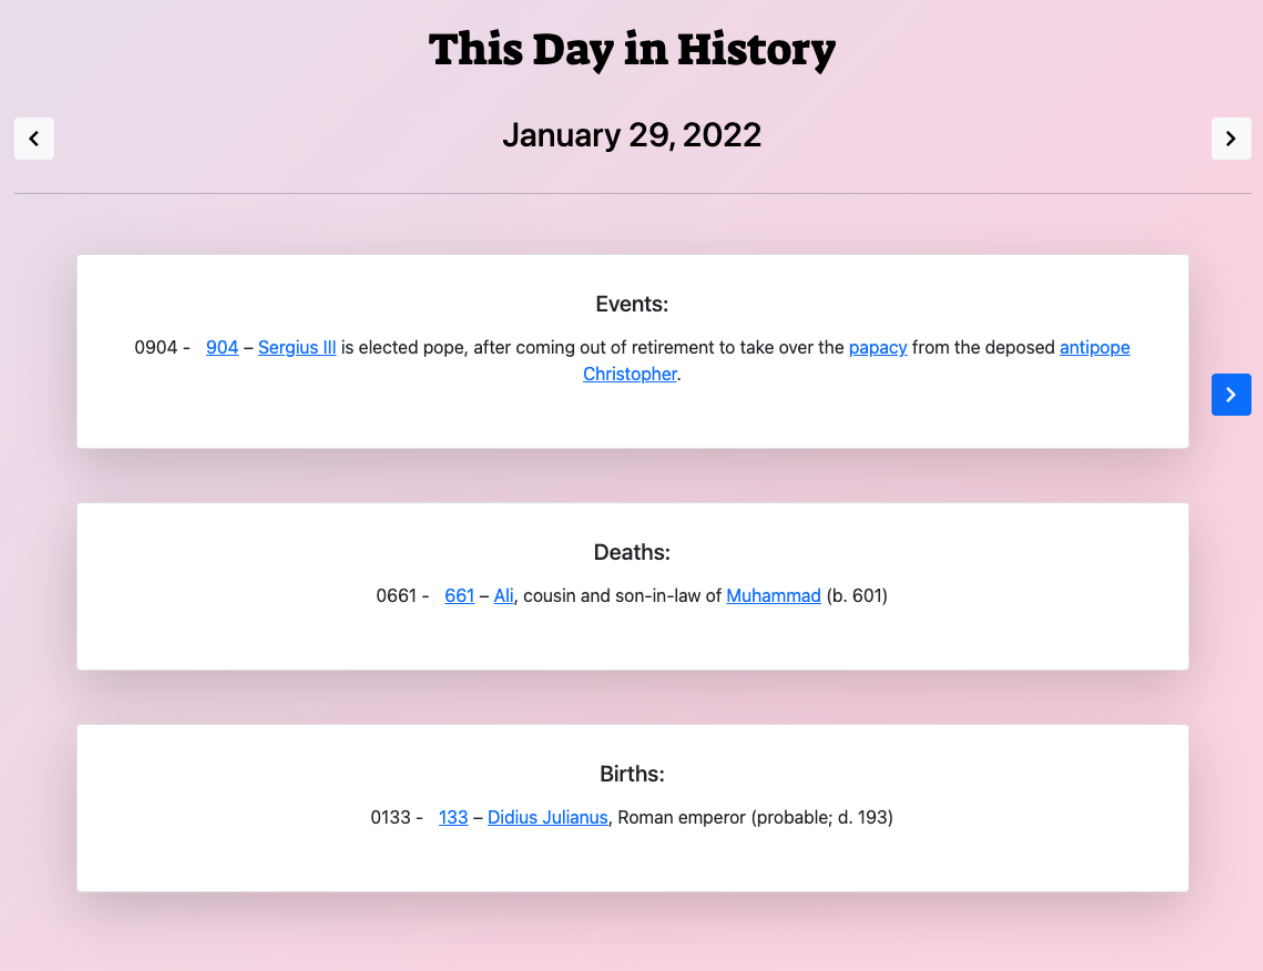 This Day in History
January 29, 2022
Events:
0904 - 904 – Sergius III is elected pope, after coming out of retirement to take over the papacy from the deposed antipope
Christopher.
Deaths:
0661 - 661 – Ali, cousin and son-in-law of Muhammad (b. 601)
Births:
0133 - 133 – Didius Julianus, Roman emperor (probable; d. 193)